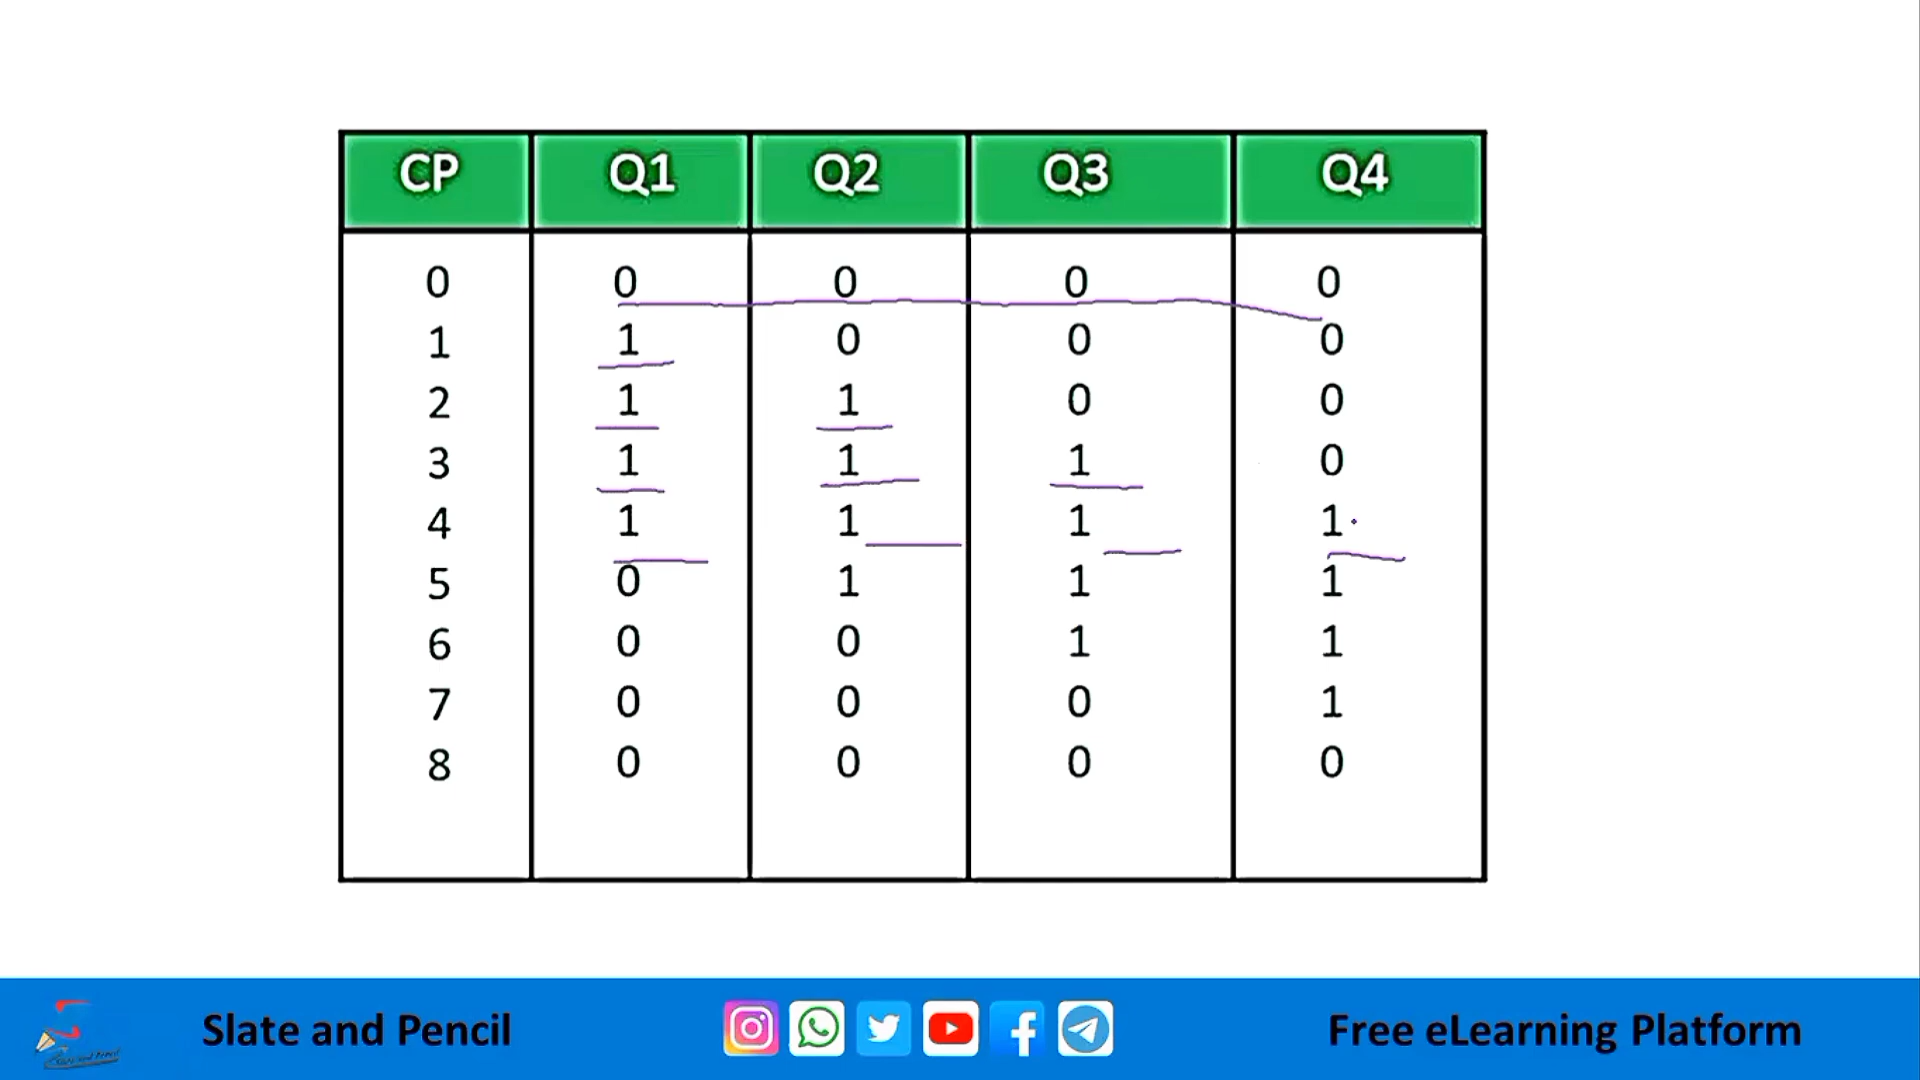 CP Q1 Q2 Q3 Q4
0 0 0 0 0
1 1 0 0 0
2 1 1 0 0
3 1 1 1 0
4 1 1 1 1
5 0 1 1 1
6 0 0 1 1
7 0 0 0 1
8 0 0 0 0
Slate and Pencil Free eLearning Platform